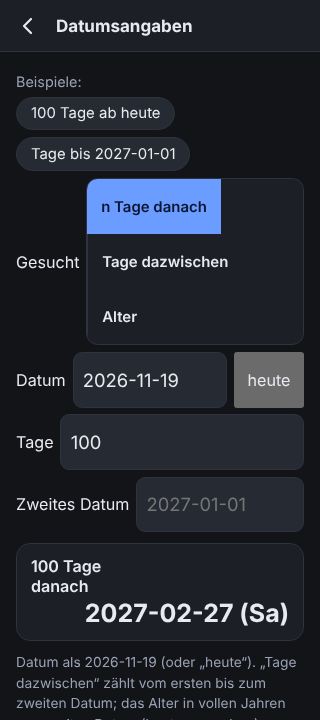 Datumsangaben
Beispiele:
100 Tage ab heute
Tage bis 2027-01-01
n Tage danach
Gesucht
Tage dazwischen
Alter
Datum
2026-11-19
heute
Tage
100
Zweites Datum
2027-01-01
100 Tage
danach
2027-02-27 (Sa)
Datum als 2026-11-19 (oder „heute“). „Tage
dazwischen“ zählt vom ersten bis zum
zweiten Datum; das Alter in vollen Jahren